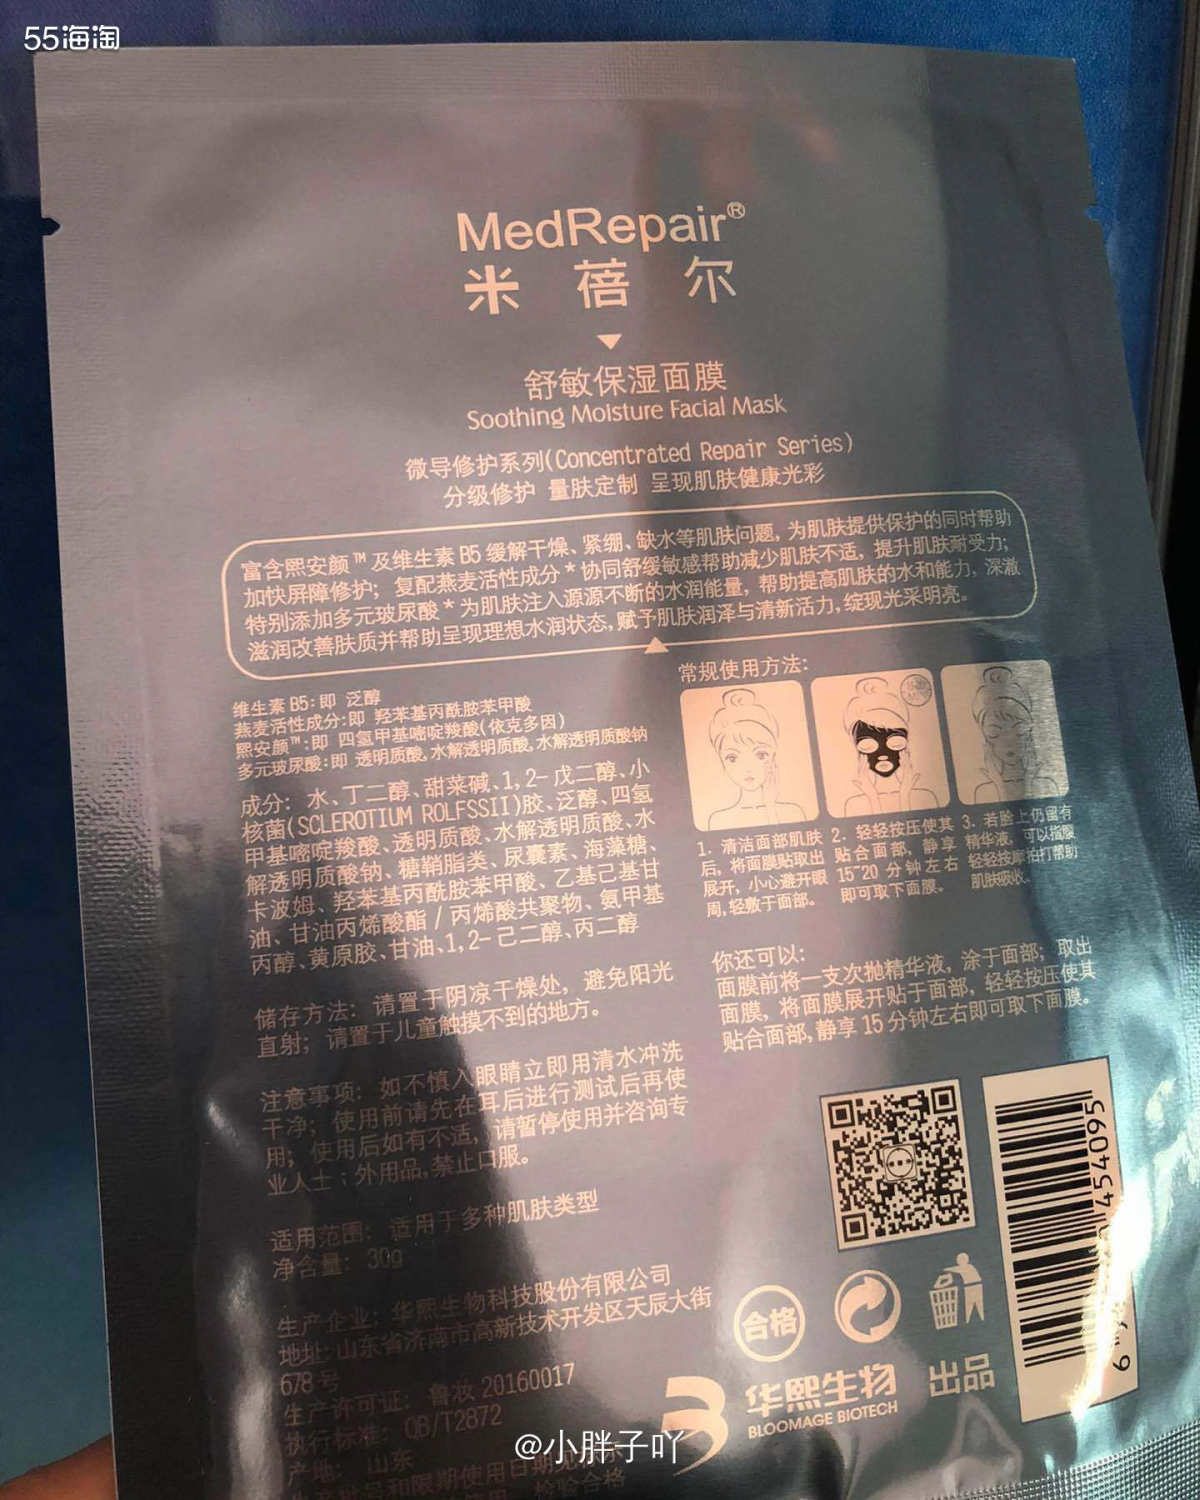 55海淘
MedRepair®
米蓓尔
舒敏保湿面膜
Soothing Moisture Facial Mask
微导修护系列(Concentrated Repair Series)
分级修护 量肤定制 呈现肌肤健康光彩
富含熙安颜™及维生素B5缓解干燥、紧绷、缺水等肌肤问题，为肌肤提供保护的同时帮助
加快屏障修护；复配燕麦活性成分*协同舒缓敏感帮助减少肌肤不适，提升肌肤耐受力；
特别添加多元玻尿酸*为肌肤注入源源不断的水润能量，帮助提高肌肤的水和能力，深澈
滋润改善肤质并帮助呈现理想水润状态，赋予肌肤润泽与清新活力，绽现光采明亮。
维生素B5：即 泛醇
燕麦活性成分：即 羟苯基丙酰胺苯甲酸
熙安颜™：即 四氢甲基嘧啶羧酸(依克多因)
多元玻尿酸：即 透明质酸，水解透明质酸，水解透明质酸钠
成分：水、丁二醇、甜菜碱、1,2-戊二醇、小
核菌(SCLEROTIUM ROLFSSII)胶、泛醇、四氢
甲基嘧啶羧酸、透明质酸、水解透明质酸、水
解透明质酸钠、糖鞘脂类、尿囊素、海藻糖、
卡波姆、羟苯基丙酰胺苯甲酸、乙基己基甘
油、甘油丙烯酸酯/丙烯酸共聚物、氨甲基
丙醇、黄原胶、甘油、1,2-己二醇、丙二醇
储存方法：请置于阴凉干燥处，避免阳光
直射；请置于儿童触摸不到的地方。
注意事项：如不慎入眼睛立即用清水冲洗
干净；使用前请先在耳后进行测试后再使
用；使用后如有不适，请暂停使用并咨询专
业人士；外用品，禁止口服。
适用范围：适用于多种肌肤类型
净含量：30g
生产企业：华熙生物科技股份有限公司
地址：山东省济南市高新技术开发区天辰大街
678号
生产许可证：鲁妆20160017
执行标准：QB/T2872
产地：山东
常规使用方法：
1. 清洁面部肌肤
后，将面膜贴取出
展开，小心避开眼
周，轻敷于面部。
2. 轻轻按压使其
贴合面部，静享
15~20分钟左右
即可取下面膜。
3. 若脸上仍留有
精华液，可以指腹
轻轻按摩拍打帮助
肌肤吸收。
你还可以：
面膜前将一支次抛精华液，涂于面部；取出
面膜，将面膜展开贴于面部，轻轻按压使其
贴合面部，静享15分钟左右即可取下面膜。
合格
华熙生物 出品
BLOOMAGE BIOTECH
454095
@小胖子吖